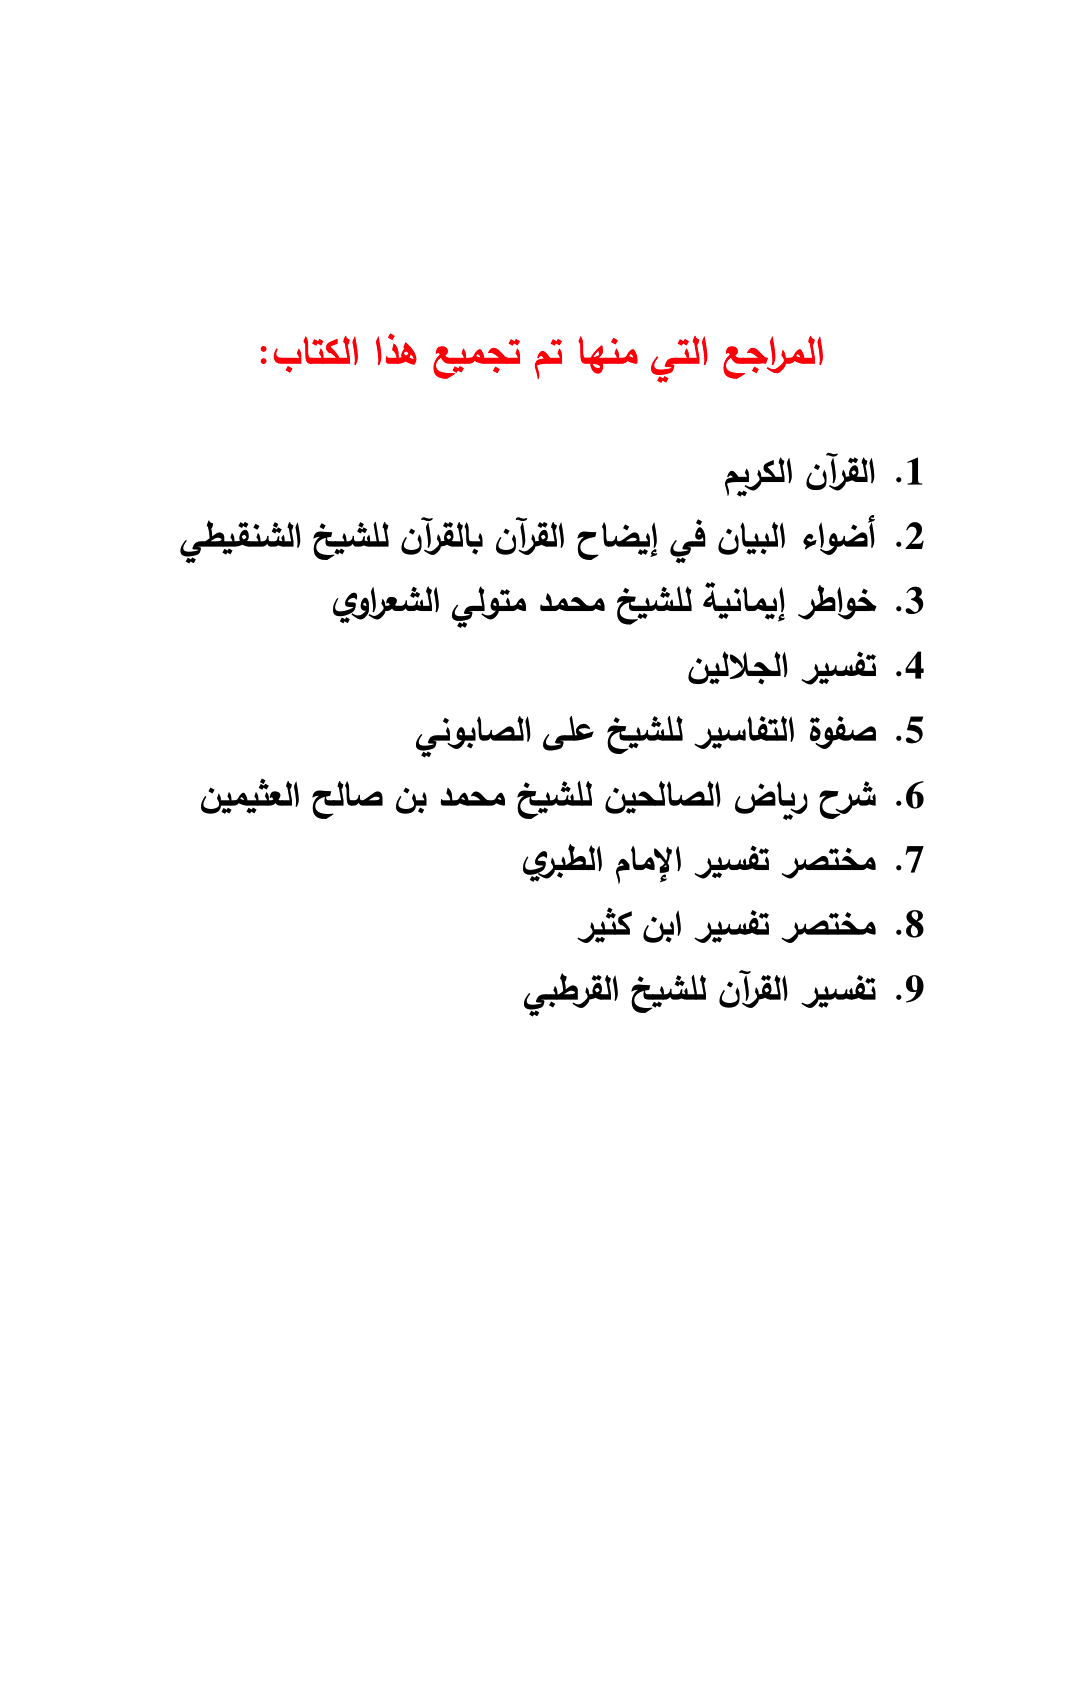 المراجع التي منها تم تجميع هذا الكتاب:
1. القرآن الكريم
2. أضواء البيان في إيضاح القرآن بالقرآن للشيخ الشنقيطي
3. خواطر إيمانية للشيخ محمد متولي الشعراوي
4. تفسير الجلالين
5. صفوة التفاسير للشيخ على الصابوني
6. شرح رياض الصالحين للشيخ محمد بن صالح العثيمين
7. مختصر تفسير الإمام الطبري
8. مختصر تفسير ابن كثير
9. تفسير القرآن للشيخ القرطبي